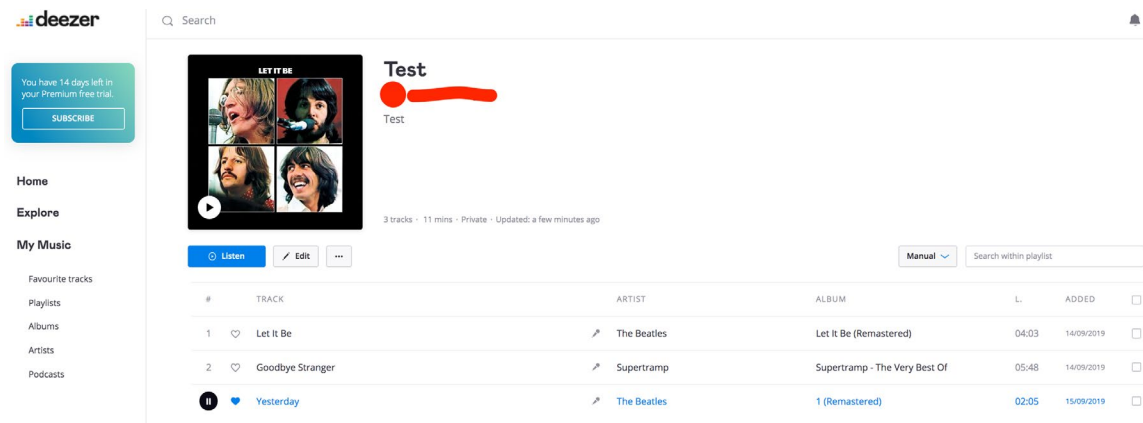 deezer
Search
You have 14 days left in
your Premium free trial.
SUBSCRIBE
Home
Explore
My Music
Favourite tracks
Playlists
Albums
Artists
Podcasts
LET IT BE
Test
Test
3 tracks · 11 mins · Private · Updated: a few minutes ago
Listen Edit ...
Manual Search within playlist
# TRACK ARTIST ALBUM L. ADDED
1 Let It Be The Beatles Let It Be (Remastered) 04:03 14/09/2019
2 Goodbye Stranger Supertramp Supertramp - The Very Best Of 05:48 14/09/2019
Yesterday The Beatles 1 (Remastered) 02:05 15/09/2019